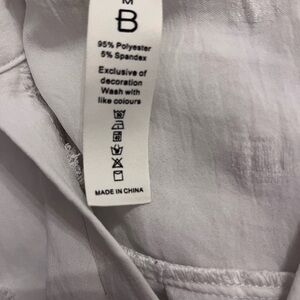 M
B
95% Polyester
5% Spandex
Exclusive of
decoration
Wash with
like colours
MADE IN CHINA